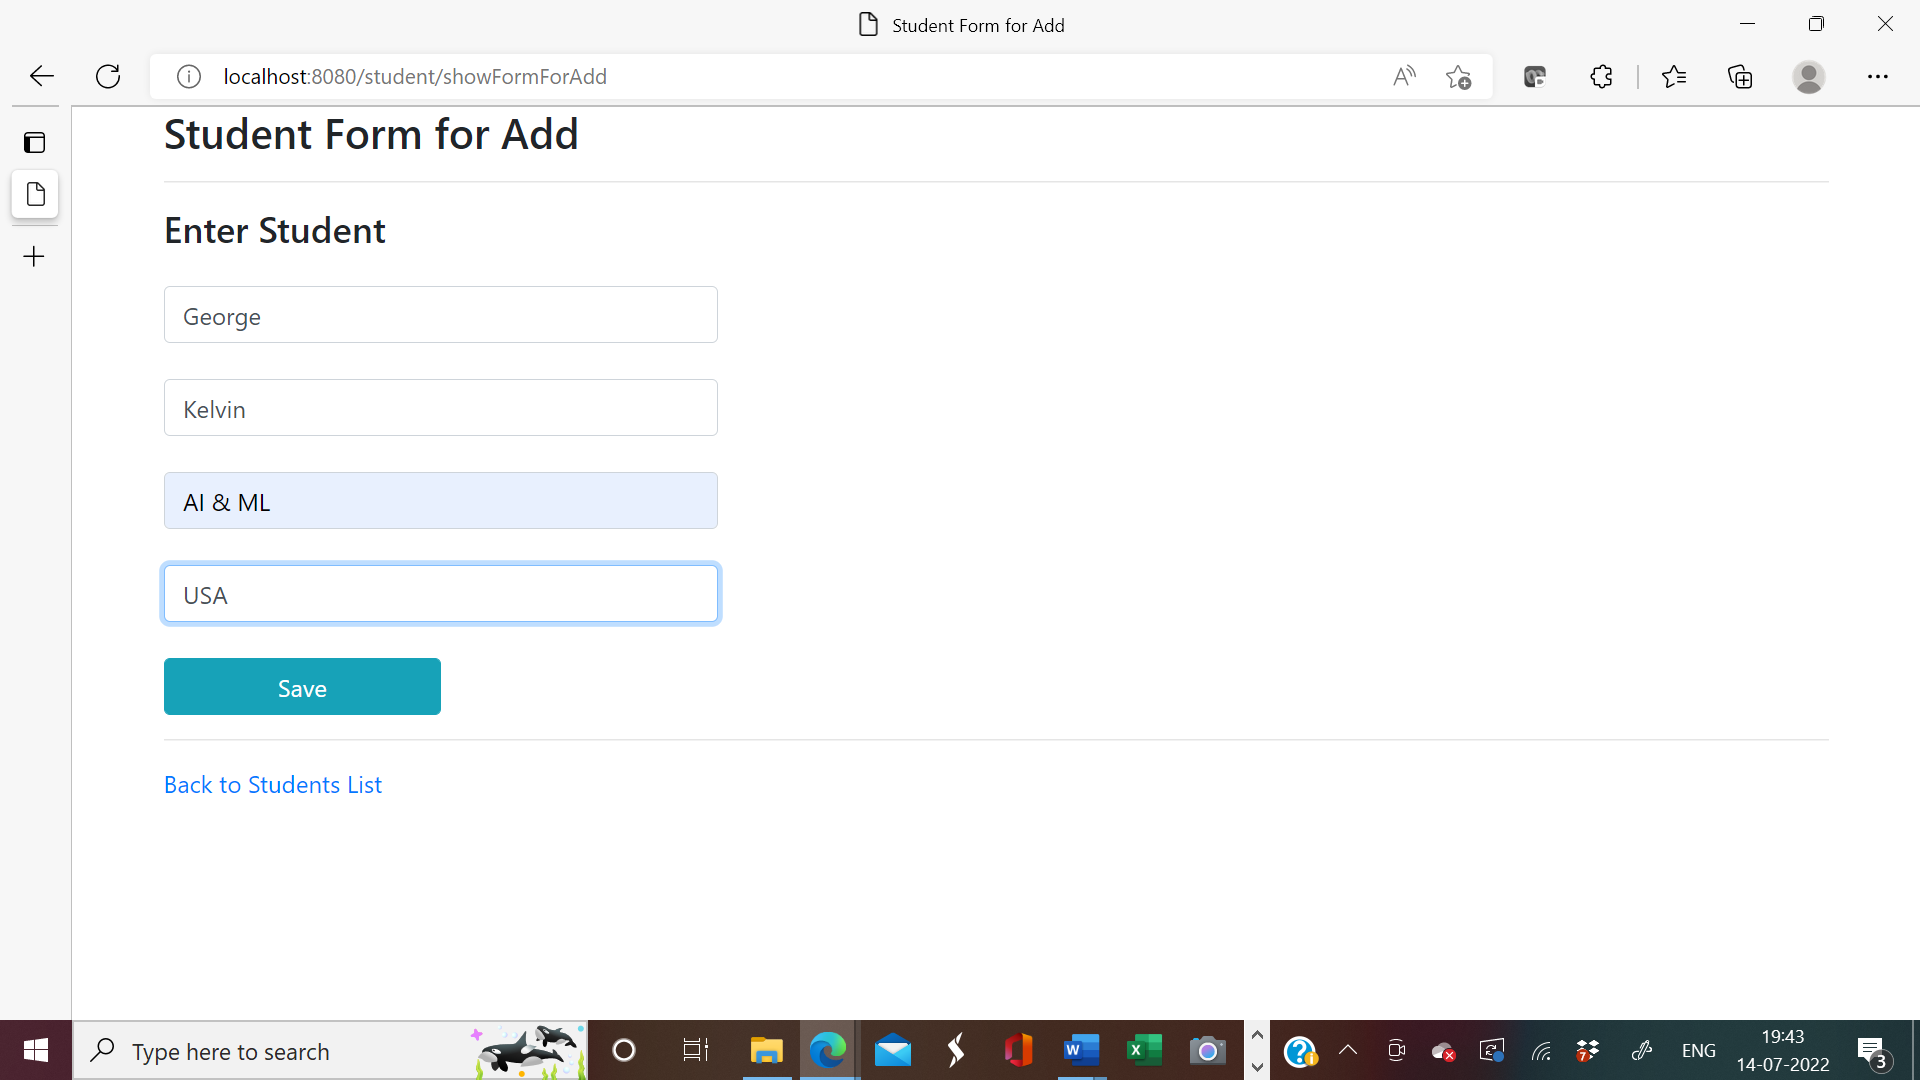 Student Form for Add
localhost:8080/student/showFormForAdd
Student Form for Add
Enter Student
George
Kelvin
AI & ML
USA
Save
Back to Students List
Type here to search
W
X
7
ENG
19:43
14-07-2022
3